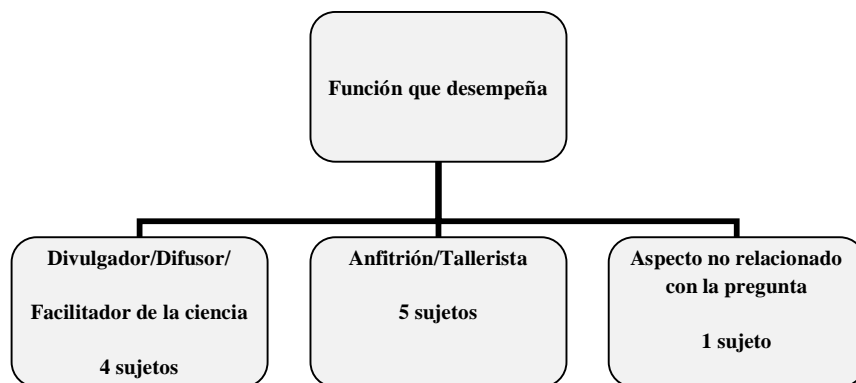 Función que desempeña
Divulgador/Difusor/
Facilitador de la ciencia
4 sujetos
Anfitrión/Tallerista
5 sujetos
Aspecto no relacionado
con la pregunta
1 sujeto